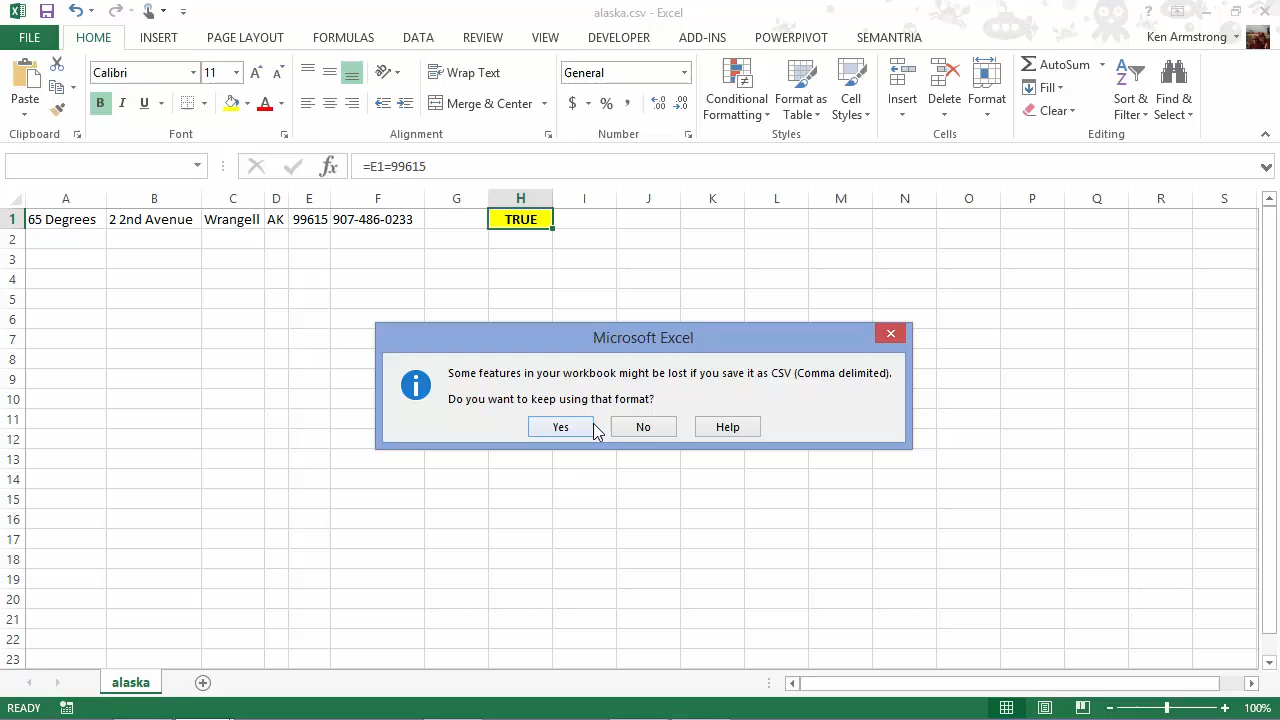 alaska.csv - Excel
FILE HOME INSERT PAGE LAYOUT FORMULAS DATA REVIEW VIEW DEVELOPER ADD-INS POWERPIVOT SEMANTRIA Ken Armstrong
Calibri 11 Wrap Text General AutoSum
Paste Conditional Formatting Format as Table Cell Styles Insert Delete Format Fill Sort & Filter Find & Select
B I U A Merge & Center $ % , Clear
Clipboard Font Alignment Number Styles Cells Editing
fx =E1=99615
A B C D E F G H I J K L M N O P Q R S
1 65 Degrees 2 2nd Avenue Wrangell AK 99615 907-486-0233 TRUE
2
3
4
5
6
7
8
9
10
11
12
13
14
15
16
17
18
19
20
21
22
23
Microsoft Excel
Some features in your workbook might be lost if you save it as CSV (Comma delimited).
Do you want to keep using that format?
Yes No Help
alaska
READY 100%